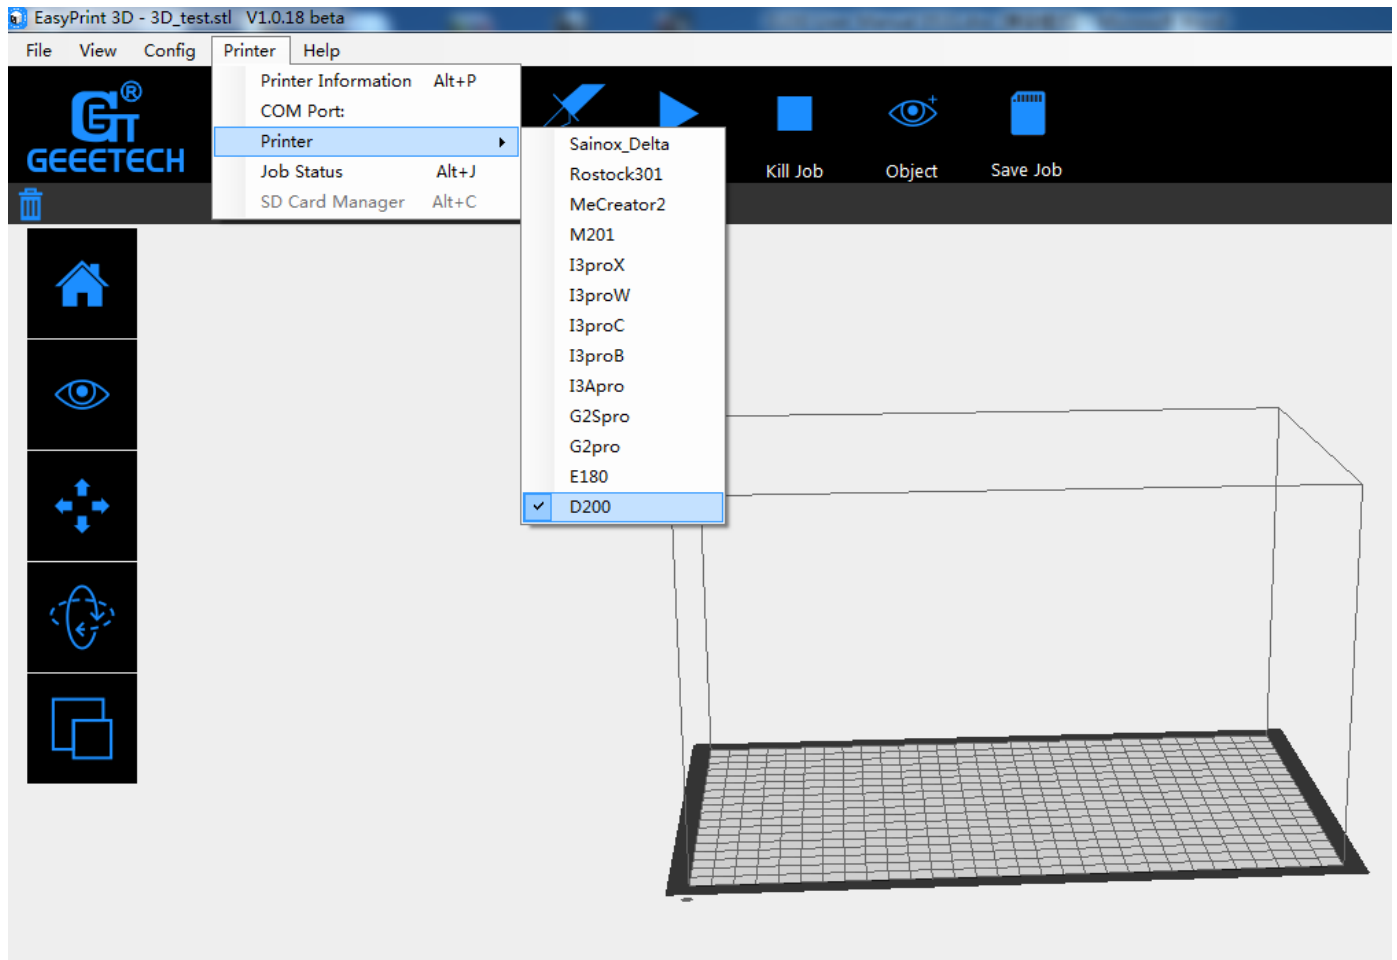 EasyPrint 3D - 3D_test.stl V1.0.18 beta
File View Config Printer Help
Printer Information Alt+P
COM Port:
Printer
Job Status Alt+J
SD Card Manager Alt+C
GEEETECH
®
Kill Job Object Save Job
Sainox_Delta
Rostock301
MeCreator2
M201
I3proX
I3proW
I3proC
I3proB
I3Apro
G2Spro
G2pro
E180
D200